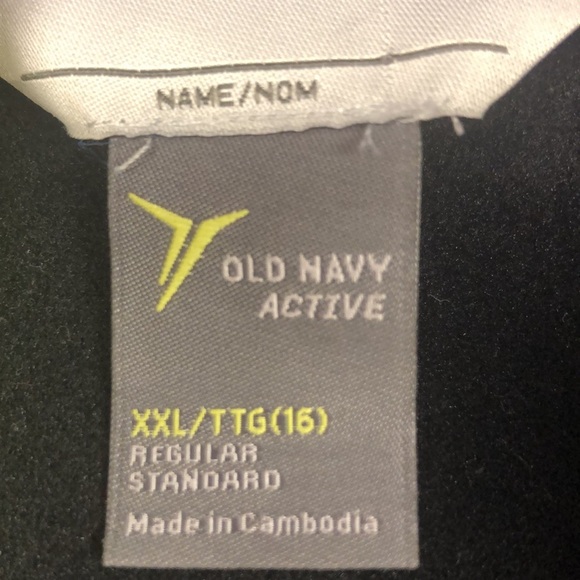 NAME/NOM
OLD NAVY
ACTIVE
XXL/TTG(16)
REGULAR
STANDARD
Made in Cambodia